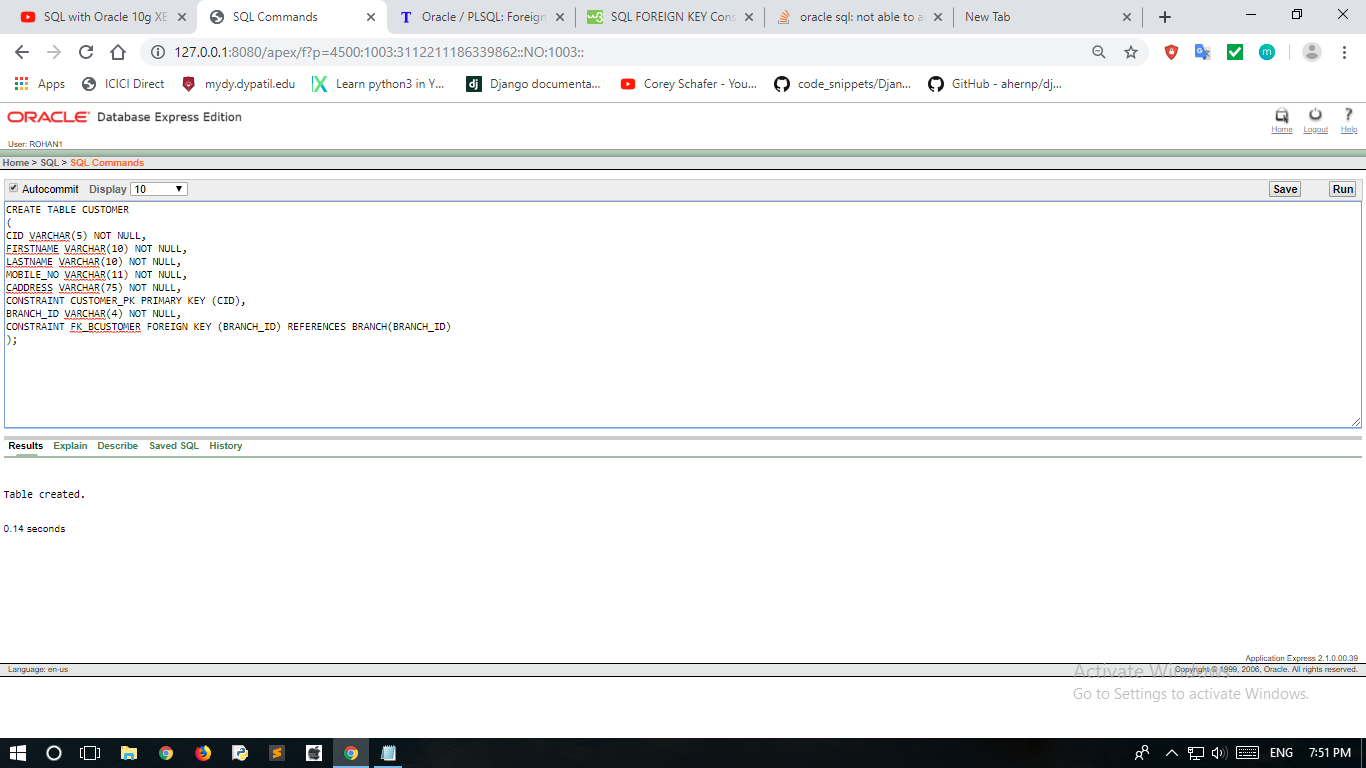 SQL with Oracle 10g XE
SQL Commands
Oracle / PLSQL: Foreign
SQL FOREIGN KEY Cons
oracle sql: not able to a
New Tab
127.0.0.1:8080/apex/f?p=4500:1003:3112211186339862::NO:1003::
Apps
ICICI Direct
mydy.dypatil.edu
Learn python3 in Y...
Django documenta...
Corey Schafer - You...
code_snippets/Djan...
GitHub - ahernp/dj...
ORACLE Database Express Edition
Home
Logout
Help
User: ROHAN1
Home > SQL > SQL Commands
Autocommit Display 10
Save
Run
CREATE TABLE CUSTOMER
(
CID VARCHAR(5) NOT NULL,
FIRSTNAME VARCHAR(10) NOT NULL,
LASTNAME VARCHAR(10) NOT NULL,
MOBILE_NO VARCHAR(11) NOT NULL,
CADDRESS VARCHAR(75) NOT NULL,
CONSTRAINT CUSTOMER_PK PRIMARY KEY (CID),
BRANCH_ID VARCHAR(4) NOT NULL,
CONSTRAINT FK_BCUSTOMER FOREIGN KEY (BRANCH_ID) REFERENCES BRANCH(BRANCH_ID)
);
Results Explain Describe Saved SQL History
Table created.
0.14 seconds
Application Express 2.1.0.00.39
Language: en-us
Copyright © 1999, 2006, Oracle. All rights reserved.
Activate Windows
Go to Settings to activate Windows.
ENG
7:51 PM